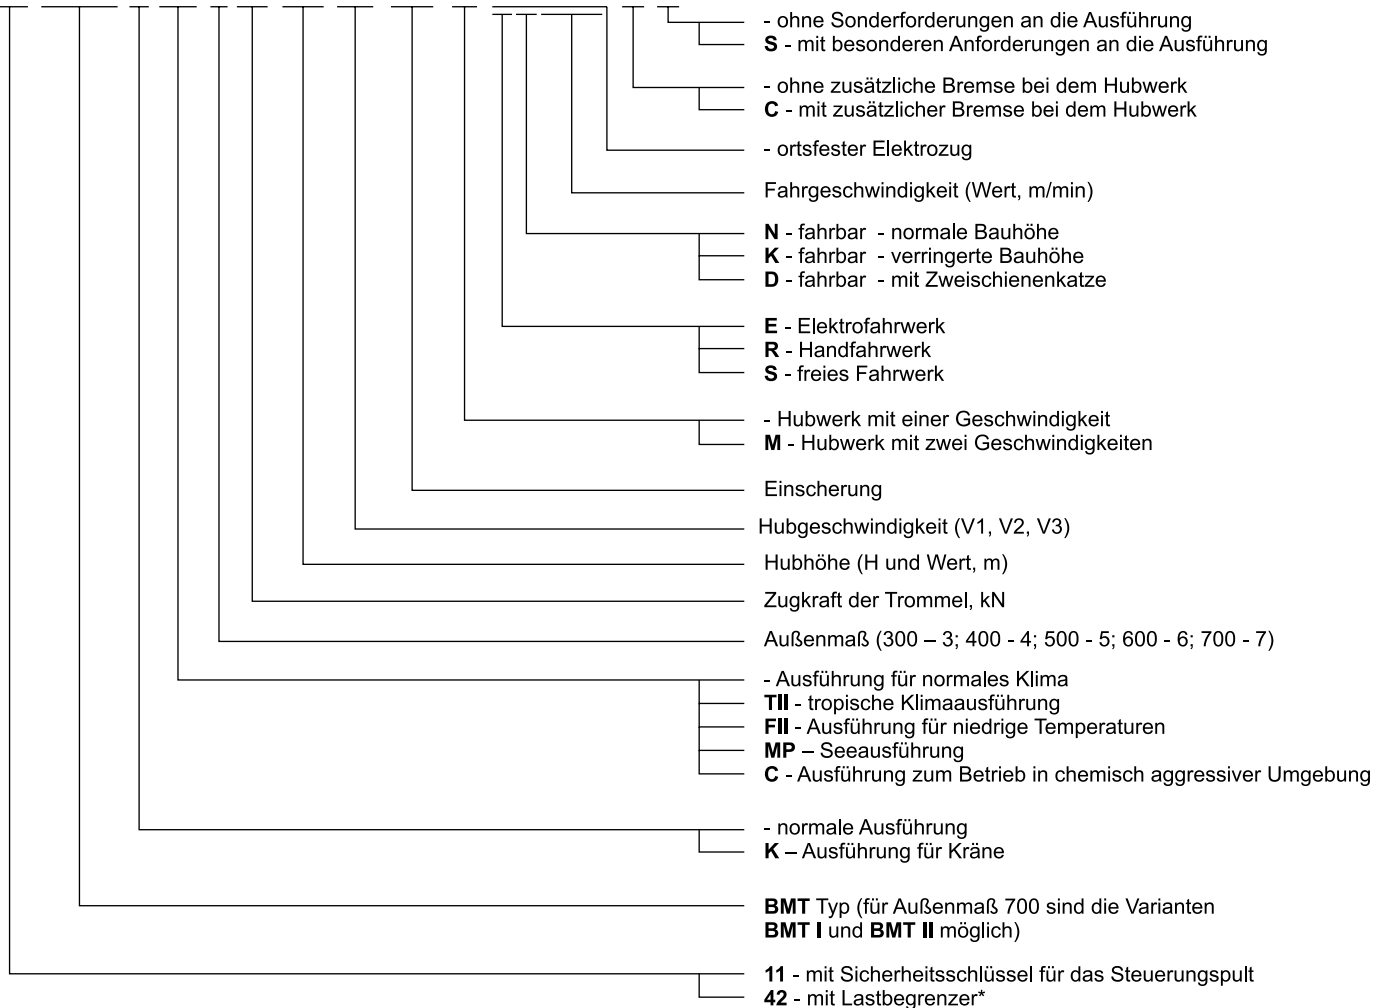 - ohne Sonderforderungen an die Ausführung
S - mit besonderen Anforderungen an die Ausführung
- ohne zusätzliche Bremse bei dem Hubwerk
C - mit zusätzlicher Bremse bei dem Hubwerk
- ortsfester Elektrozug
Fahrgeschwindigkeit (Wert, m/min)
N - fahrbar - normale Bauhöhe
K - fahrbar - verringerte Bauhöhe
D - fahrbar - mit Zweischienenkatze
E - Elektrofahrwerk
R - Handfahrwerk
S - freies Fahrwerk
- Hubwerk mit einer Geschwindigkeit
M - Hubwerk mit zwei Geschwindigkeiten
Einscherung
Hubgeschwindigkeit (V1, V2, V3)
Hubhöhe (H und Wert, m)
Zugkraft der Trommel, kN
Außenmaß (300 – 3; 400 - 4; 500 - 5; 600 - 6; 700 - 7)
- Ausführung für normales Klima
TII - tropische Klimaausführung
FII - Ausführung für niedrige Temperaturen
MP – Seeausführung
C - Ausführung zum Betrieb in chemisch aggressiver Umgebung
- normale Ausführung
K – Ausführung für Kräne
BMT Typ (für Außenmaß 700 sind die Varianten
BMT I und BMT II möglich)
11 - mit Sicherheitsschlüssel für das Steuerungspult
42 - mit Lastbegrenzer*